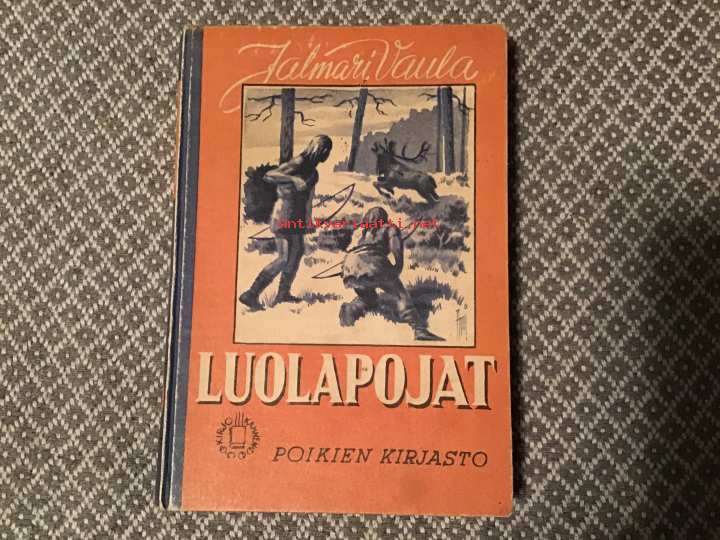 Jalmari Vaula
antikvariaatti.net
LUOLAPOJAT
POIKIEN KIRJASTO